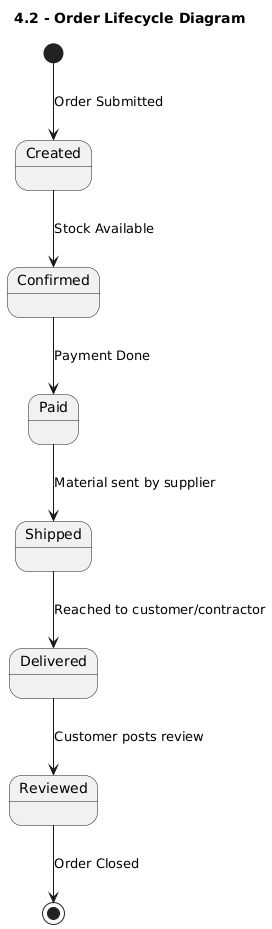 4.2 - Order Lifecycle Diagram
Order Submitted
Created
Stock Available
Confirmed
Payment Done
Paid
Material sent by supplier
Shipped
Reached to customer/contractor
Delivered
Customer posts review
Reviewed
Order Closed